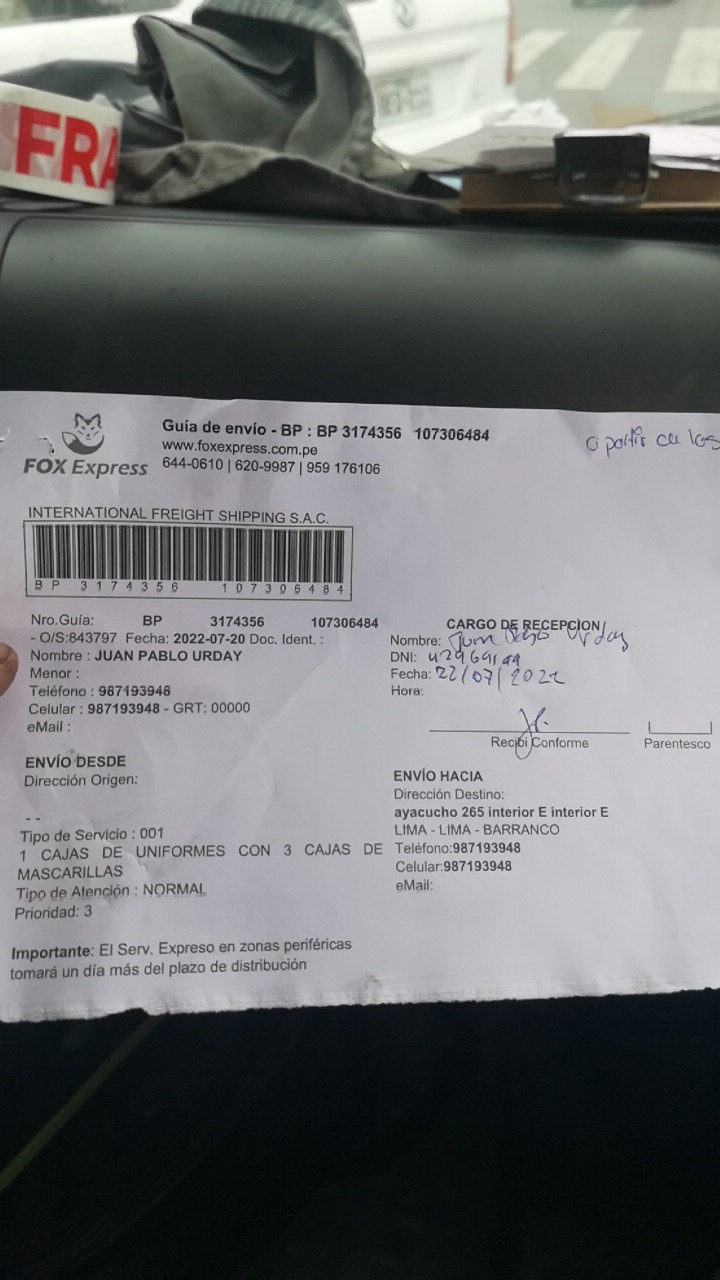 FRA
Guía de envío - BP : BP 3174356 107306484
www.foxexpress.com.pe
644-0610 | 620-9987 | 959 176106
FOX Express
a partir de las
INTERNATIONAL FREIGHT SHIPPING S.A.C.
BP 3174356 107306484
Nro.Guía: BP 3174356 107306484
- O/S:843797 Fecha: 2022-07-20 Doc. Ident. :
Nombre : JUAN PABLO URDAY
Menor :
Teléfono : 987193948
Celular : 987193948 - GRT: 00000
eMail :
CARGO DE RECEPCION
Nombre: Juan Pablo Urday
DNI:
Fecha: 22/07/2022
Hora:
Recibi Conforme
Parentesco
ENVÍO DESDE
Dirección Origen:
- -
Tipo de Servicio : 001
1 CAJAS DE UNIFORMES CON 3 CAJAS DE
MASCARILLAS
Tipo de Atención : NORMAL
Prioridad: 3
ENVÍO HACIA
Dirección Destino:
ayacucho 265 interior E interior E
LIMA - LIMA - BARRANCO
Teléfono:987193948
Celular:987193948
eMail:
Importante: El Serv. Expreso en zonas periféricas
tomará un día más del plazo de distribución